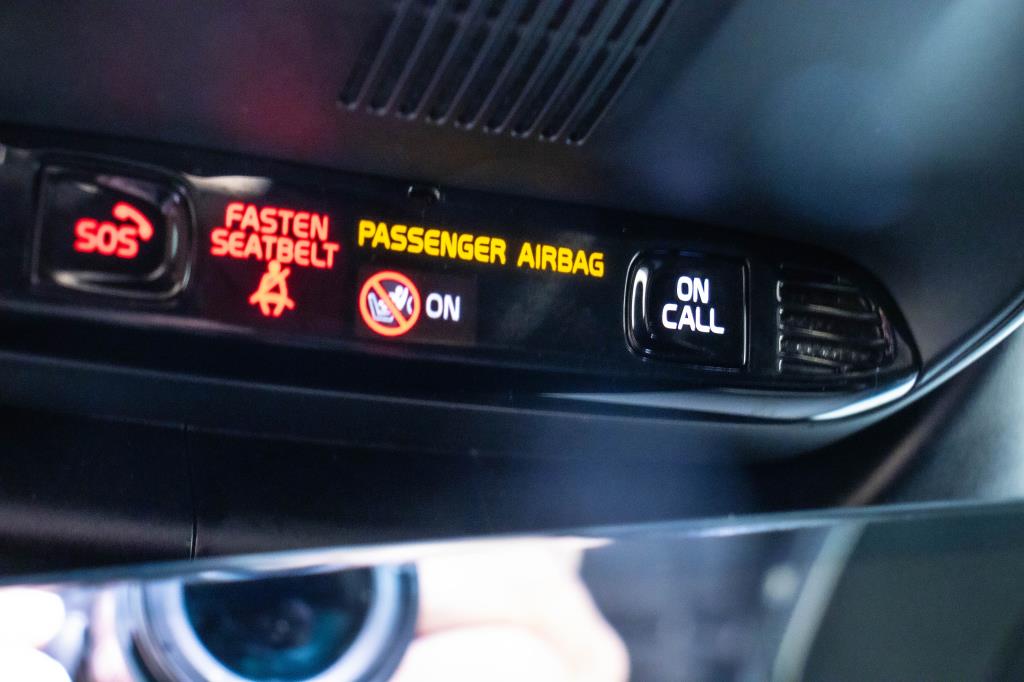 SOS
FASTEN
SEATBELT
PASSENGER AIRBAG
ON
ON
CALL